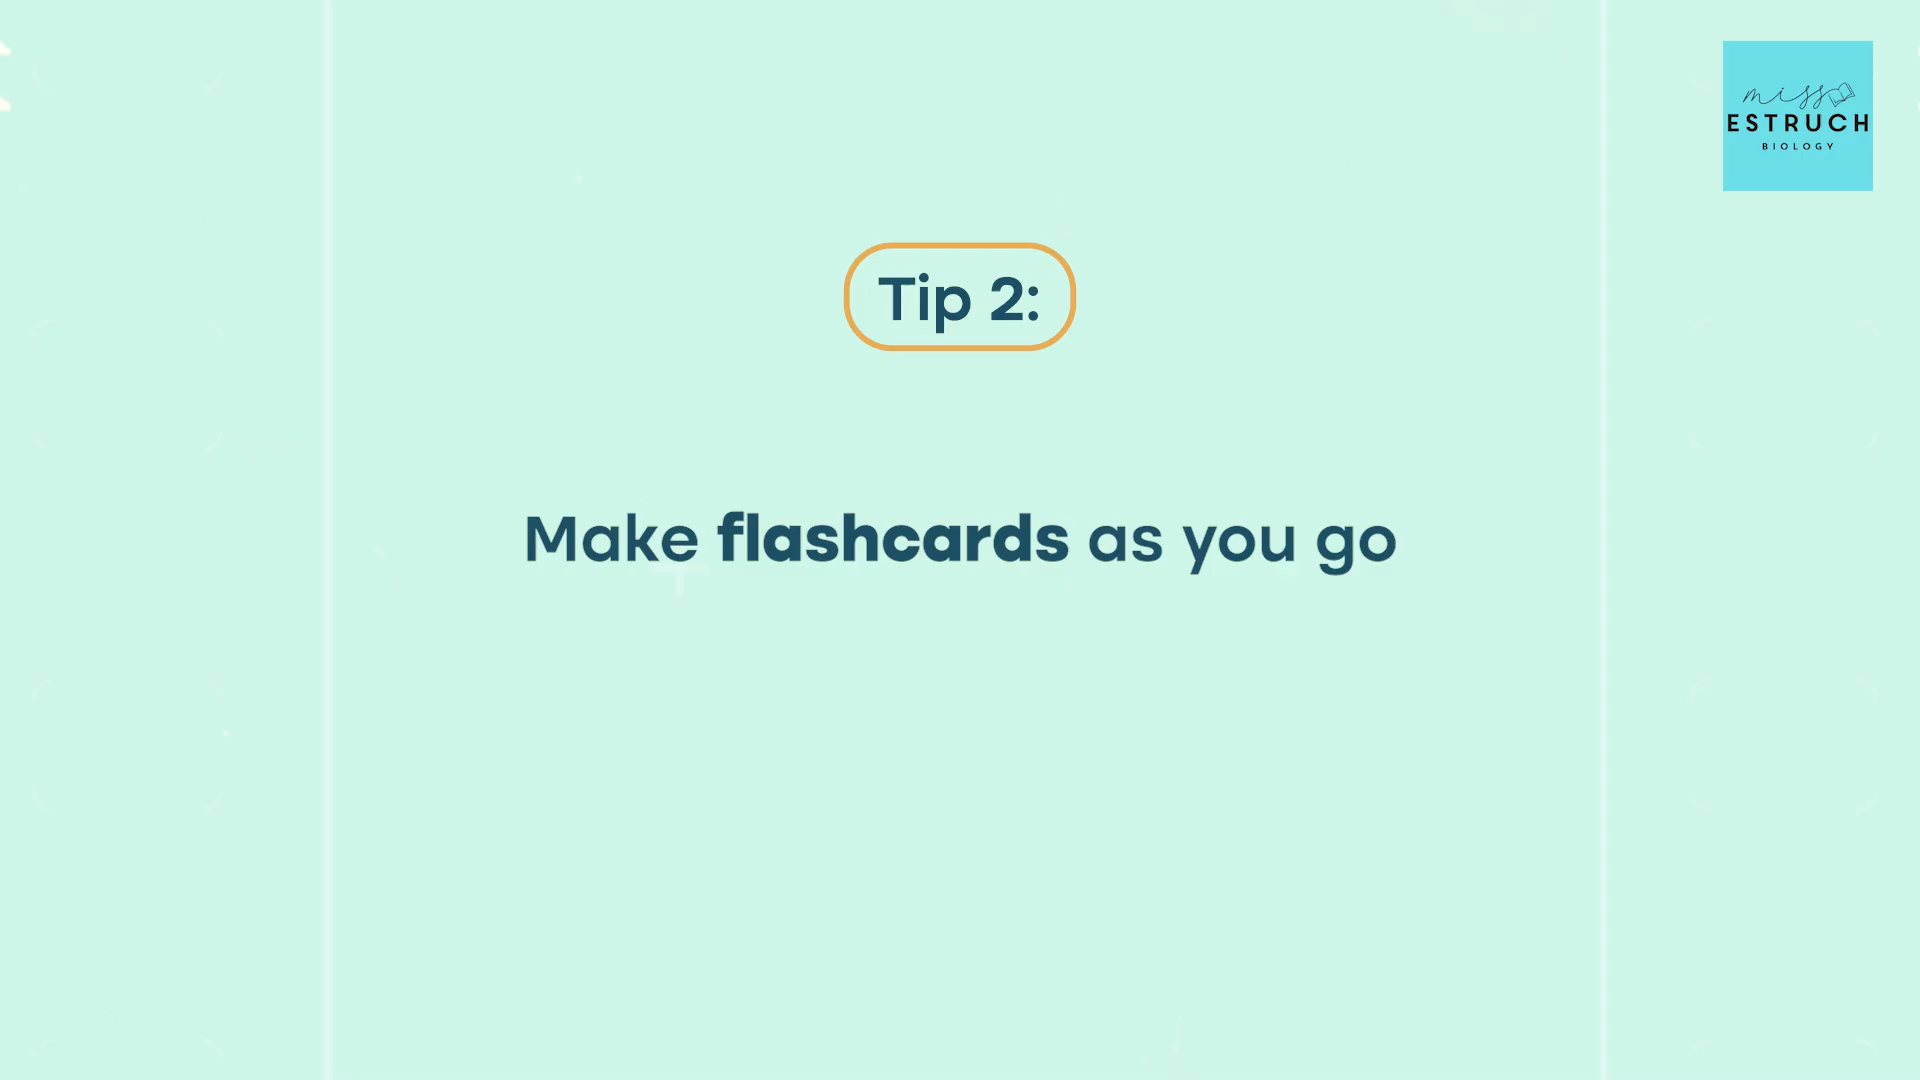 miss
ESTRUCH
BIOLOGY
Tip 2:
Make flashcards as you go